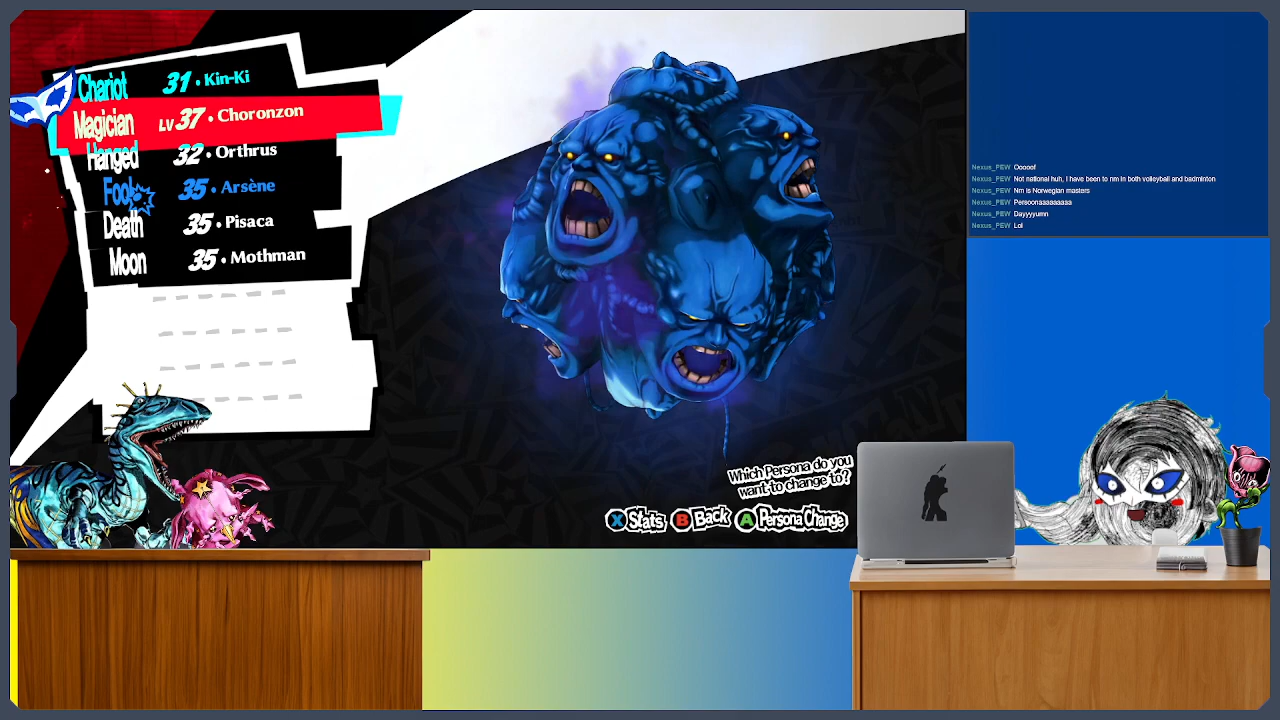 Chariot 31 • Kin-Ki
Magician LV 37 • Choronzon
Hanged 32 • Orthrus
Fool 35 • Arsène
Death 35 • Pisaca
Moon 35 • Mothman
Which Persona do you
want to change to?
X Stats B Back A Persona Change
Nexus_PEW Ooooof
Nexus_PEW Not national huh, I have been to nm in both volleyball and badminton
Nexus_PEW Nm is Norwegian masters
Nexus_PEW Persoonaaaaaaaaa
Nexus_PEW Dayyyyumn
Nexus_PEW Lol